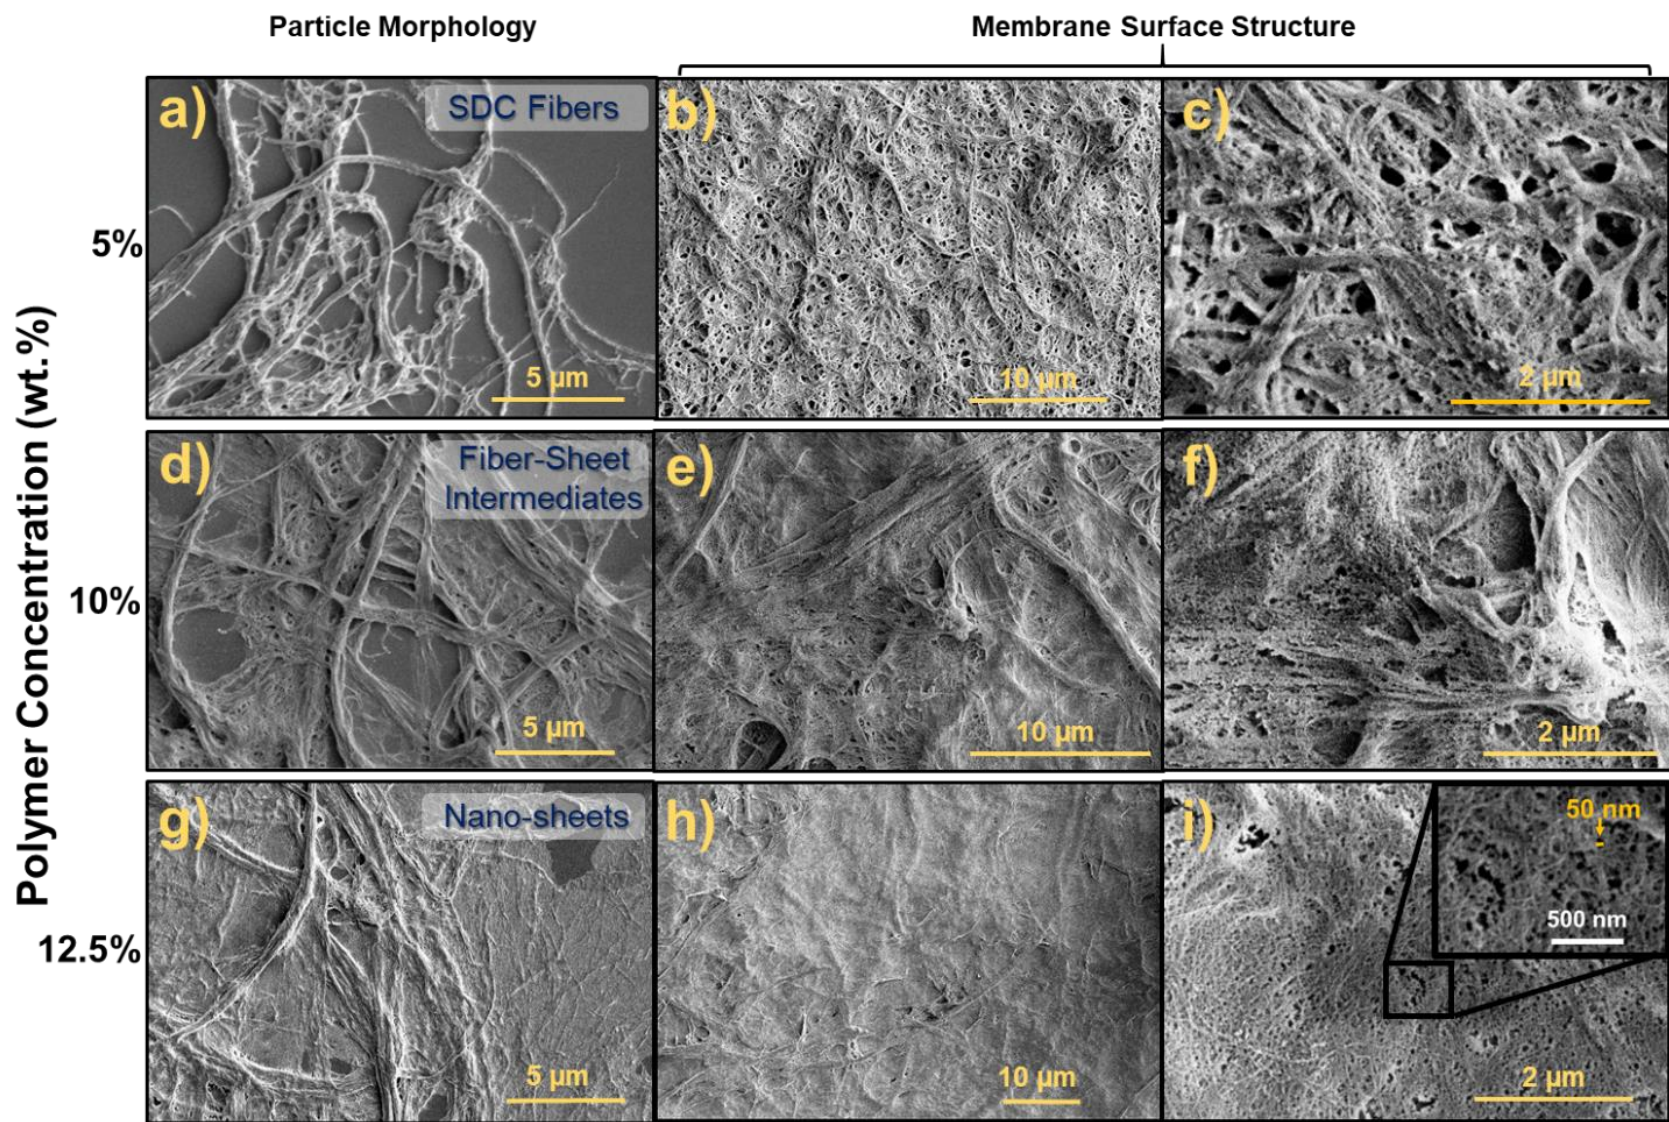 Particle Morphology
Membrane Surface Structure
Polymer Concentration (wt.%)
5%
a)
SDC Fibers
5 µm
b)
10 µm
c)
2 µm
10%
d)
Fiber-Sheet
Intermediates
5 µm
e)
10 µm
f)
2 µm
12.5%
g)
Nano-sheets
5 µm
h)
10 µm
i)
50 nm
500 nm
2 µm